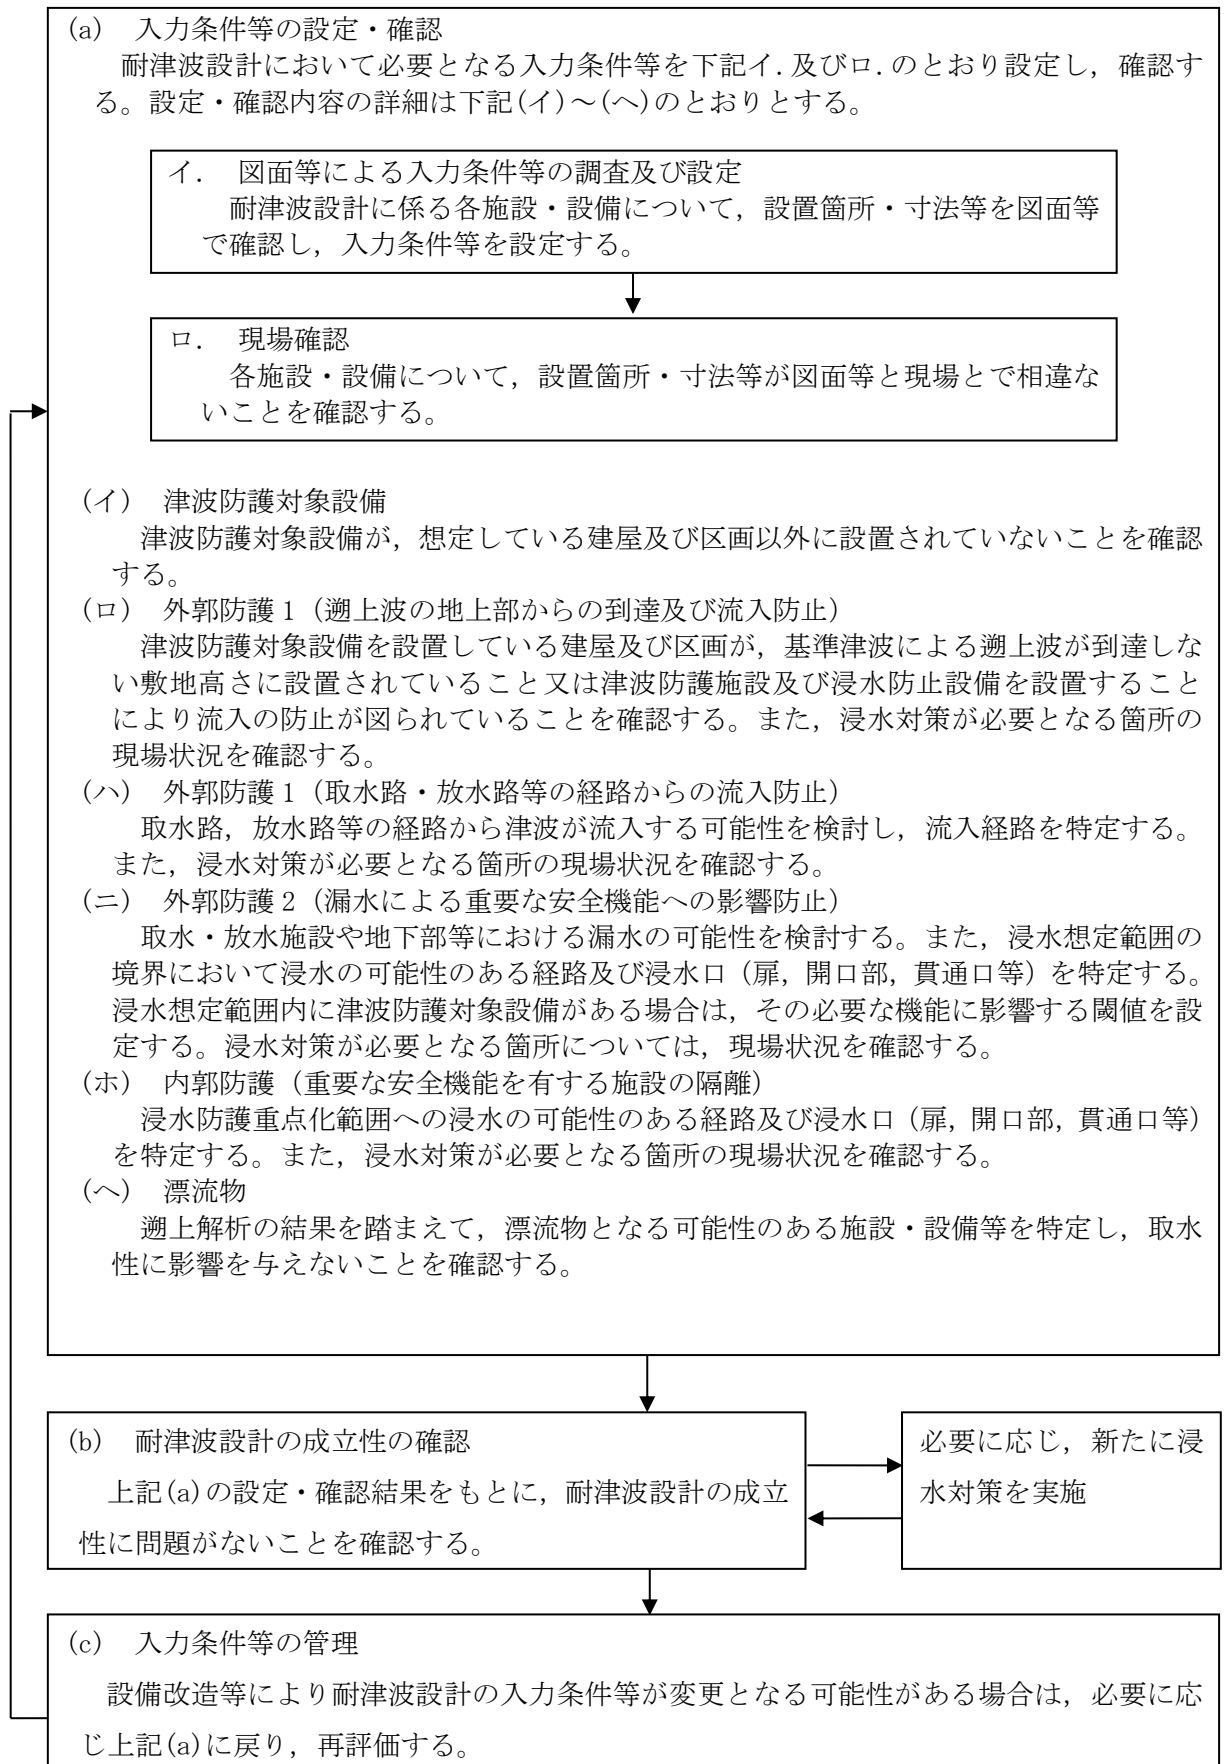 (a)　入力条件等の設定・確認
耐津波設計において必要となる入力条件等を下記イ.及びロ.のとおり設定し，確認す
る。設定・確認内容の詳細は下記(イ)～(ヘ)のとおりとする。
イ.　図面等による入力条件等の調査及び設定
耐津波設計に係る各施設・設備について，設置箇所・寸法等を図面等
で確認し，入力条件等を設定する。
ロ.　現場確認
各施設・設備について，設置箇所・寸法等が図面等と現場とで相違な
いことを確認する。
(イ)　津波防護対象設備
津波防護対象設備が，想定している建屋及び区画以外に設置されていないことを確認
する。
(ロ)　外郭防護1（遡上波の地上部からの到達及び流入防止）
津波防護対象設備を設置している建屋及び区画が，基準津波による遡上波が到達しな
い敷地高さに設置されていること又は津波防護施設及び浸水防止設備を設置すること
により流入の防止が図られていることを確認する。また，浸水対策が必要となる箇所の
現場状況を確認する。
(ハ)　外郭防護1（取水路・放水路等の経路からの流入防止）
取水路，放水路等の経路から津波が流入する可能性を検討し，流入経路を特定する。
また，浸水対策が必要となる箇所の現場状況を確認する。
(ニ)　外郭防護2（漏水による重要な安全機能への影響防止）
取水・放水施設や地下部等における漏水の可能性を検討する。また，浸水想定範囲の
境界において浸水の可能性のある経路及び浸水口（扉，開口部，貫通口等）を特定する。
浸水想定範囲内に津波防護対象設備がある場合は，その必要な機能に影響する閾値を設
定する。浸水対策が必要となる箇所については，現場状況を確認する。
(ホ)　内郭防護（重要な安全機能を有する施設の隔離）
浸水防護重点化範囲への浸水の可能性のある経路及び浸水口（扉，開口部，貫通口等）
を特定する。また，浸水対策が必要となる箇所の現場状況を確認する。
(ヘ)　漂流物
遡上解析の結果を踏まえて，漂流物となる可能性のある施設・設備等を特定し，取水
性に影響を与えないことを確認する。
(b)　耐津波設計の成立性の確認
上記(a)の設定・確認結果をもとに，耐津波設計の成立
性に問題がないことを確認する。
必要に応じ，新たに浸
水対策を実施
(c)　入力条件等の管理
設備改造等により耐津波設計の入力条件等が変更となる可能性がある場合は，必要に応
じ上記(a)に戻り，再評価する。